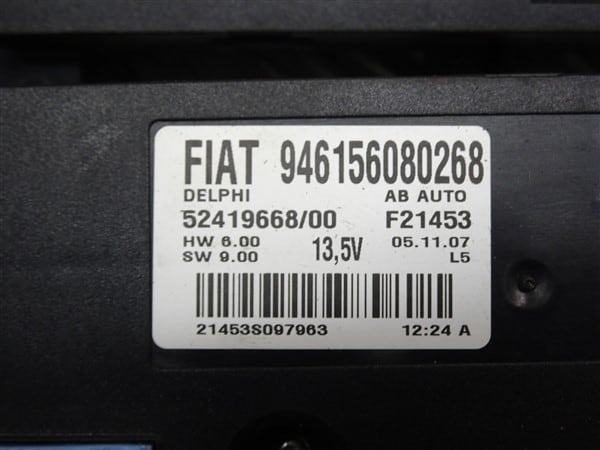 FIAT 946156080268
DELPHI AB AUTO
52419668/00 F21453
HW 6.00 13,5V 05.11.07
SW 9.00 L5
21453S097963 12:24 A